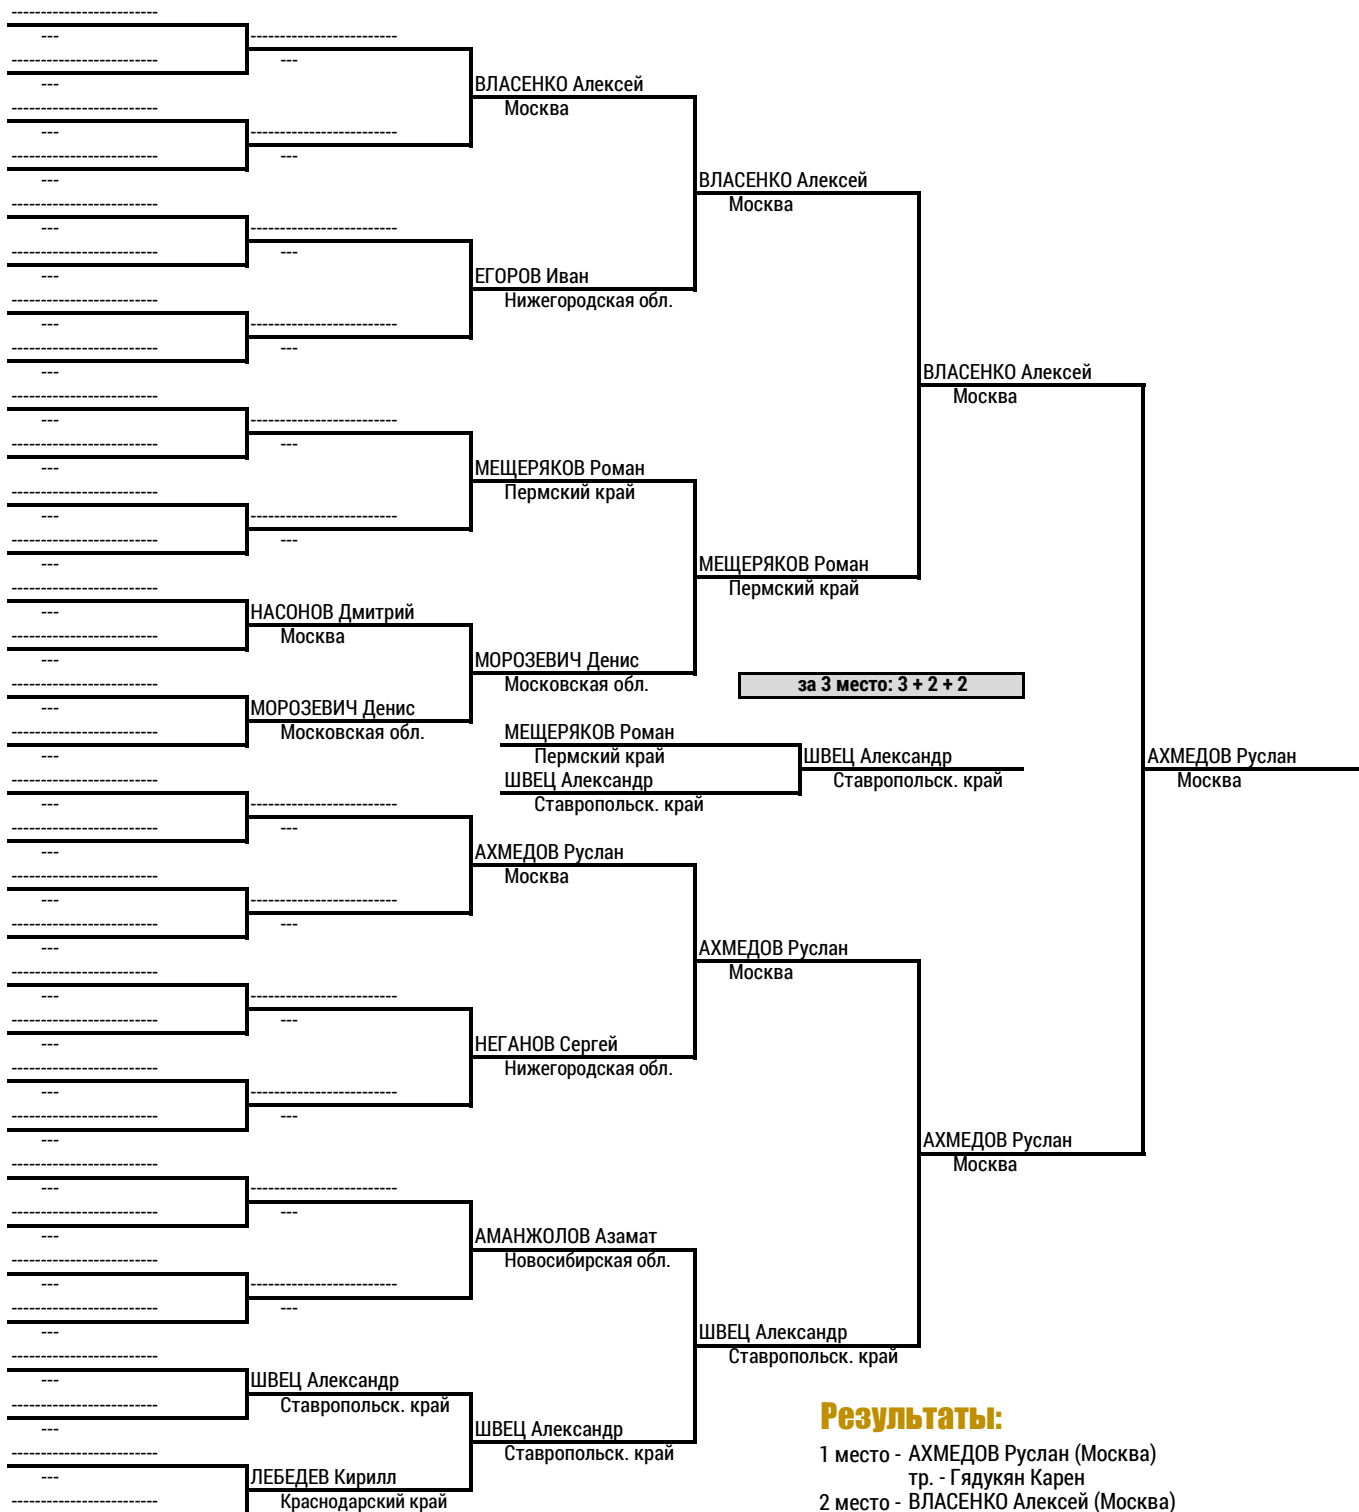 -------------------------
---
-------------------------
---
-------------------------
---
ВЛАСЕНКО Алексей
Москва
-------------------------
---
-------------------------
---
-------------------------
---
ВЛАСЕНКО Алексей
Москва
-------------------------
---
-------------------------
---
-------------------------
---
ЕГОРОВ Иван
Нижегородская обл.
-------------------------
---
-------------------------
---
-------------------------
---
ВЛАСЕНКО Алексей
Москва
-------------------------
---
-------------------------
---
-------------------------
---
МЕЩЕРЯКОВ Роман
Пермский край
-------------------------
---
-------------------------
---
-------------------------
---
МЕЩЕРЯКОВ Роман
Пермский край
-------------------------
---
НАСОНОВ Дмитрий
Москва
-------------------------
---
МОРОЗЕВИЧ Денис
Московская обл.
за 3 место: 3 + 2 + 2
-------------------------
---
МОРОЗЕВИЧ Денис
Московская обл.
-------------------------
---
МЕЩЕРЯКОВ Роман
Пермский край
ШВЕЦ Александр
Ставропольск. край
ШВЕЦ Александр
Ставропольск. край
АХМЕДОВ Руслан
Москва
-------------------------
---
-------------------------
---
-------------------------
---
АХМЕДОВ Руслан
Москва
-------------------------
---
-------------------------
---
-------------------------
---
АХМЕДОВ Руслан
Москва
-------------------------
---
-------------------------
---
-------------------------
---
НЕГАНОВ Сергей
Нижегородская обл.
-------------------------
---
-------------------------
---
-------------------------
---
АХМЕДОВ Руслан
Москва
-------------------------
---
-------------------------
---
-------------------------
---
АМАНЖОЛОВ Азамат
Новосибирская обл.
-------------------------
---
-------------------------
---
-------------------------
---
ШВЕЦ Александр
Ставропольск. край
-------------------------
---
ШВЕЦ Александр
Ставропольск. край
-------------------------
---
ШВЕЦ Александр
Ставропольск. край
-------------------------
---
ЛЕБЕДЕВ Кирилл
Краснодарский край
-------------------------
Результаты:
1 место - АХМЕДОВ Руслан (Москва)
тр. - Гядукян Карен
2 место - ВЛАСЕНКО Алексей (Москва)